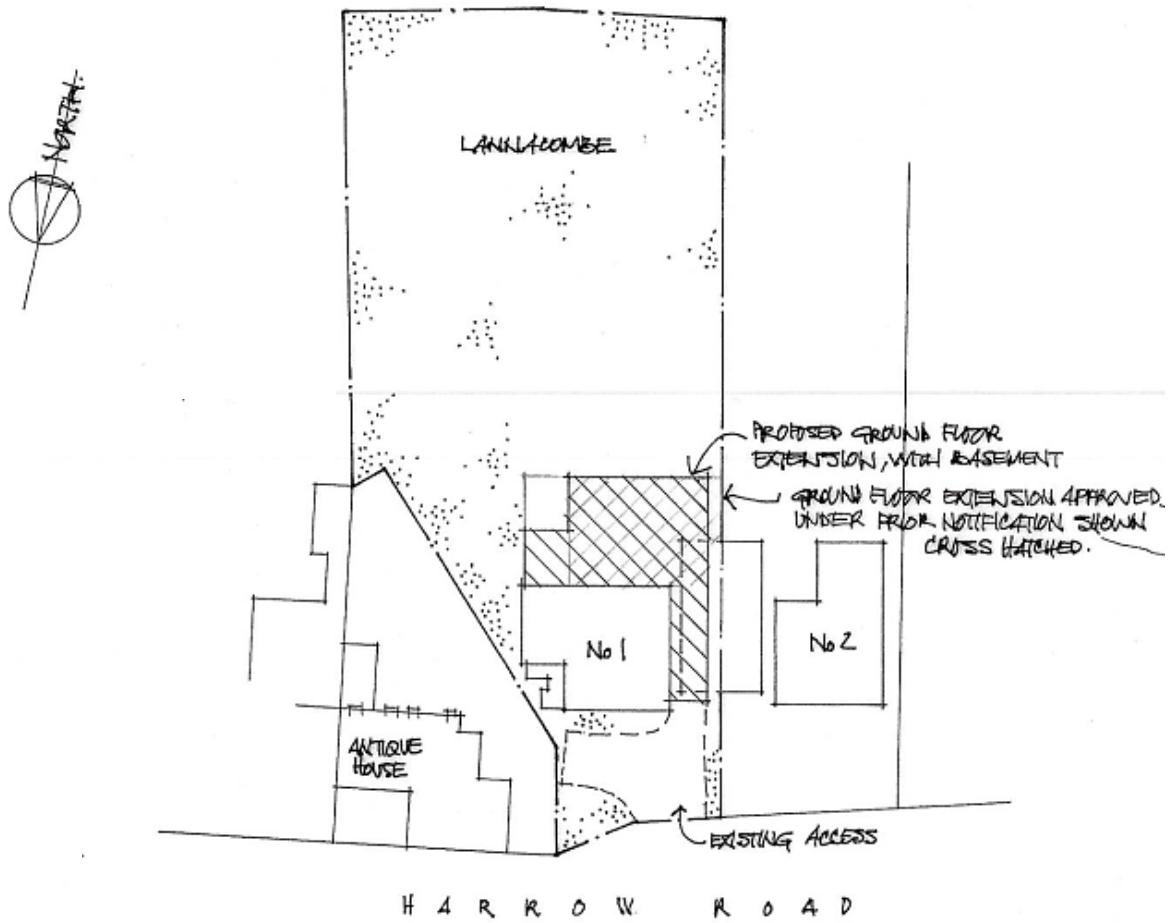 NORTH.
LANNACOMBE
PROPOSED GROUND FLOOR
EXTENSION, WITH BASEMENT
GROUND FLOOR EXTENSION APPROVED
UNDER PRIOR NOTIFICATION SHOWN
CROSS HATCHED.
No 1
No 2
ANTIQUE
HOUSE
EXISTING ACCESS
HARROW ROAD